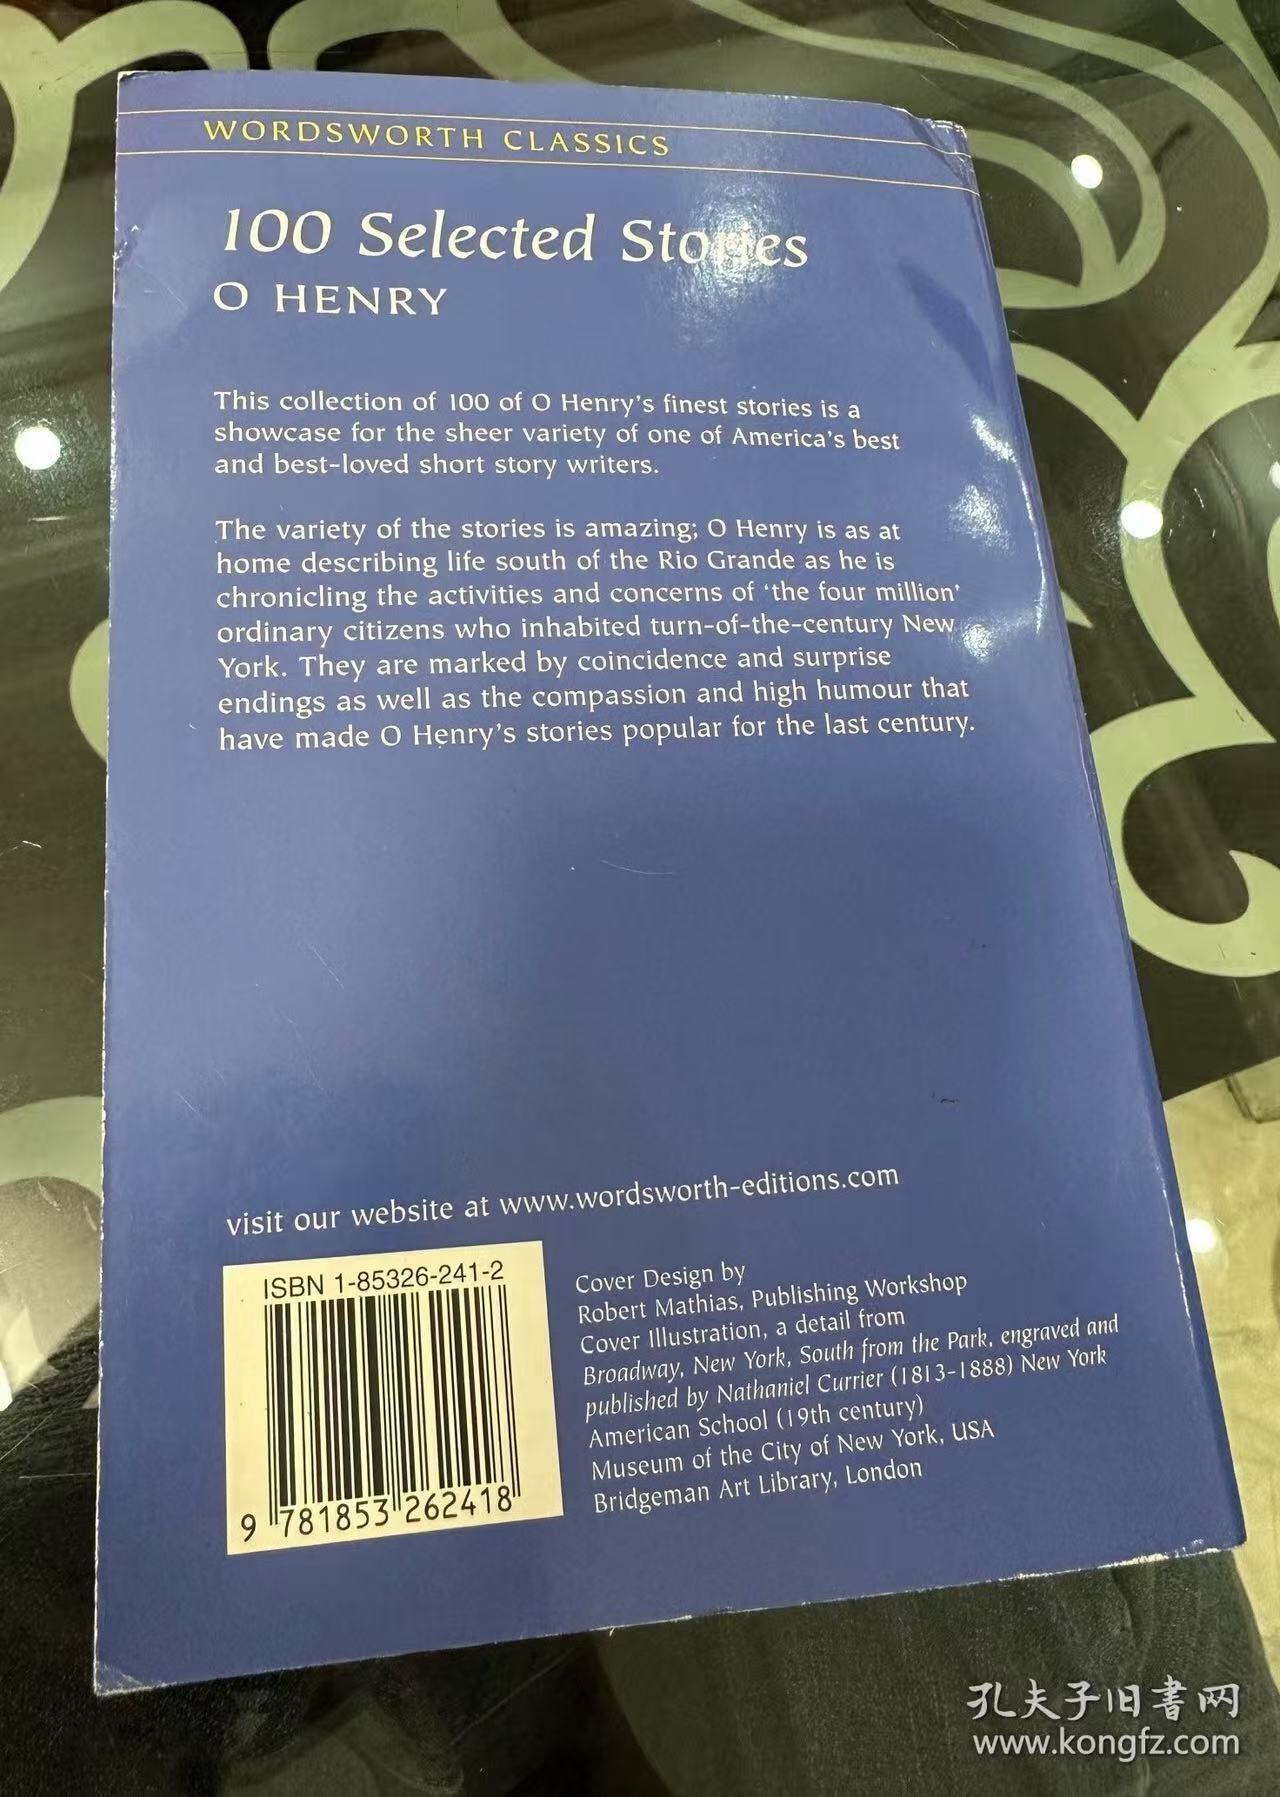 WORDSWORTH CLASSICS
100 Selected Stories
O HENRY
This collection of 100 of O Henry's finest stories is a
showcase for the sheer variety of one of America's best
and best-loved short story writers.
The variety of the stories is amazing; O Henry is as at
home describing life south of the Rio Grande as he is
chronicling the activities and concerns of 'the four million'
ordinary citizens who inhabited turn-of-the-century New
York. They are marked by coincidence and surprise
endings as well as the compassion and high humour that
have made O Henry's stories popular for the last century.
visit our website at www.wordsworth-editions.com
ISBN 1-85326-241-2
9 781853 262418
Cover Design by
Robert Mathias, Publishing Workshop
Cover Illustration, a detail from
Broadway, New York, South from the Park, engraved and
published by Nathaniel Currier (1813-1888) New York
American School (19th century)
Museum of the City of New York, USA
Bridgeman Art Library, London
孔夫子旧書网
www.kongfz.com